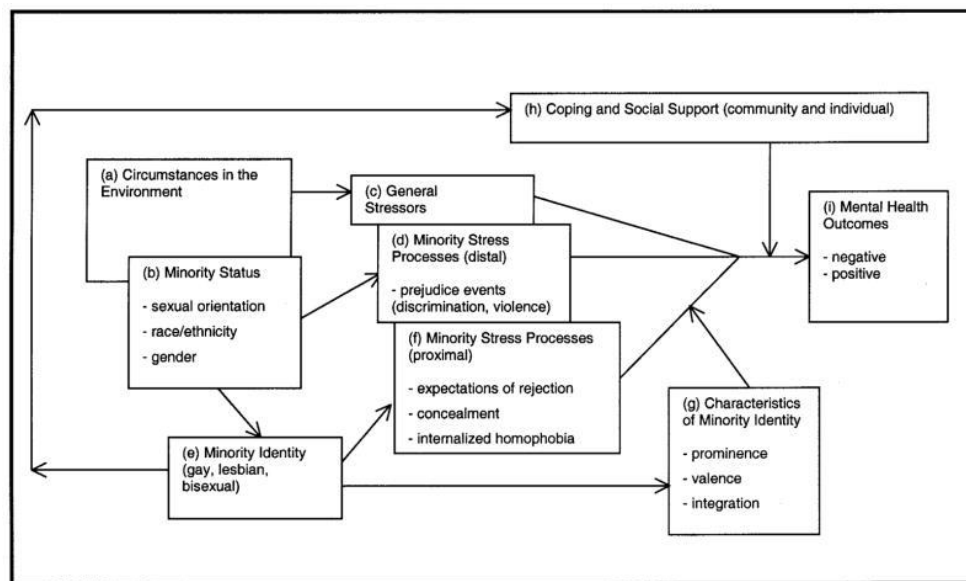 (h) Coping and Social Support (community and individual)
(a) Circumstances in the
Environment
(c) General
Stressors
(i) Mental Health
Outcomes
- negative
- positive
(d) Minority Stress
Processes (distal)
- prejudice events
(discrimination, violence)
(b) Minority Status
- sexual orientation
- race/ethnicity
- gender
(f) Minority Stress Processes
(proximal)
- expectations of rejection
- concealment
- internalized homophobia
(g) Characteristics
of Minority Identity
- prominence
- valence
- integration
(e) Minority Identity
(gay, lesbian,
bisexual)